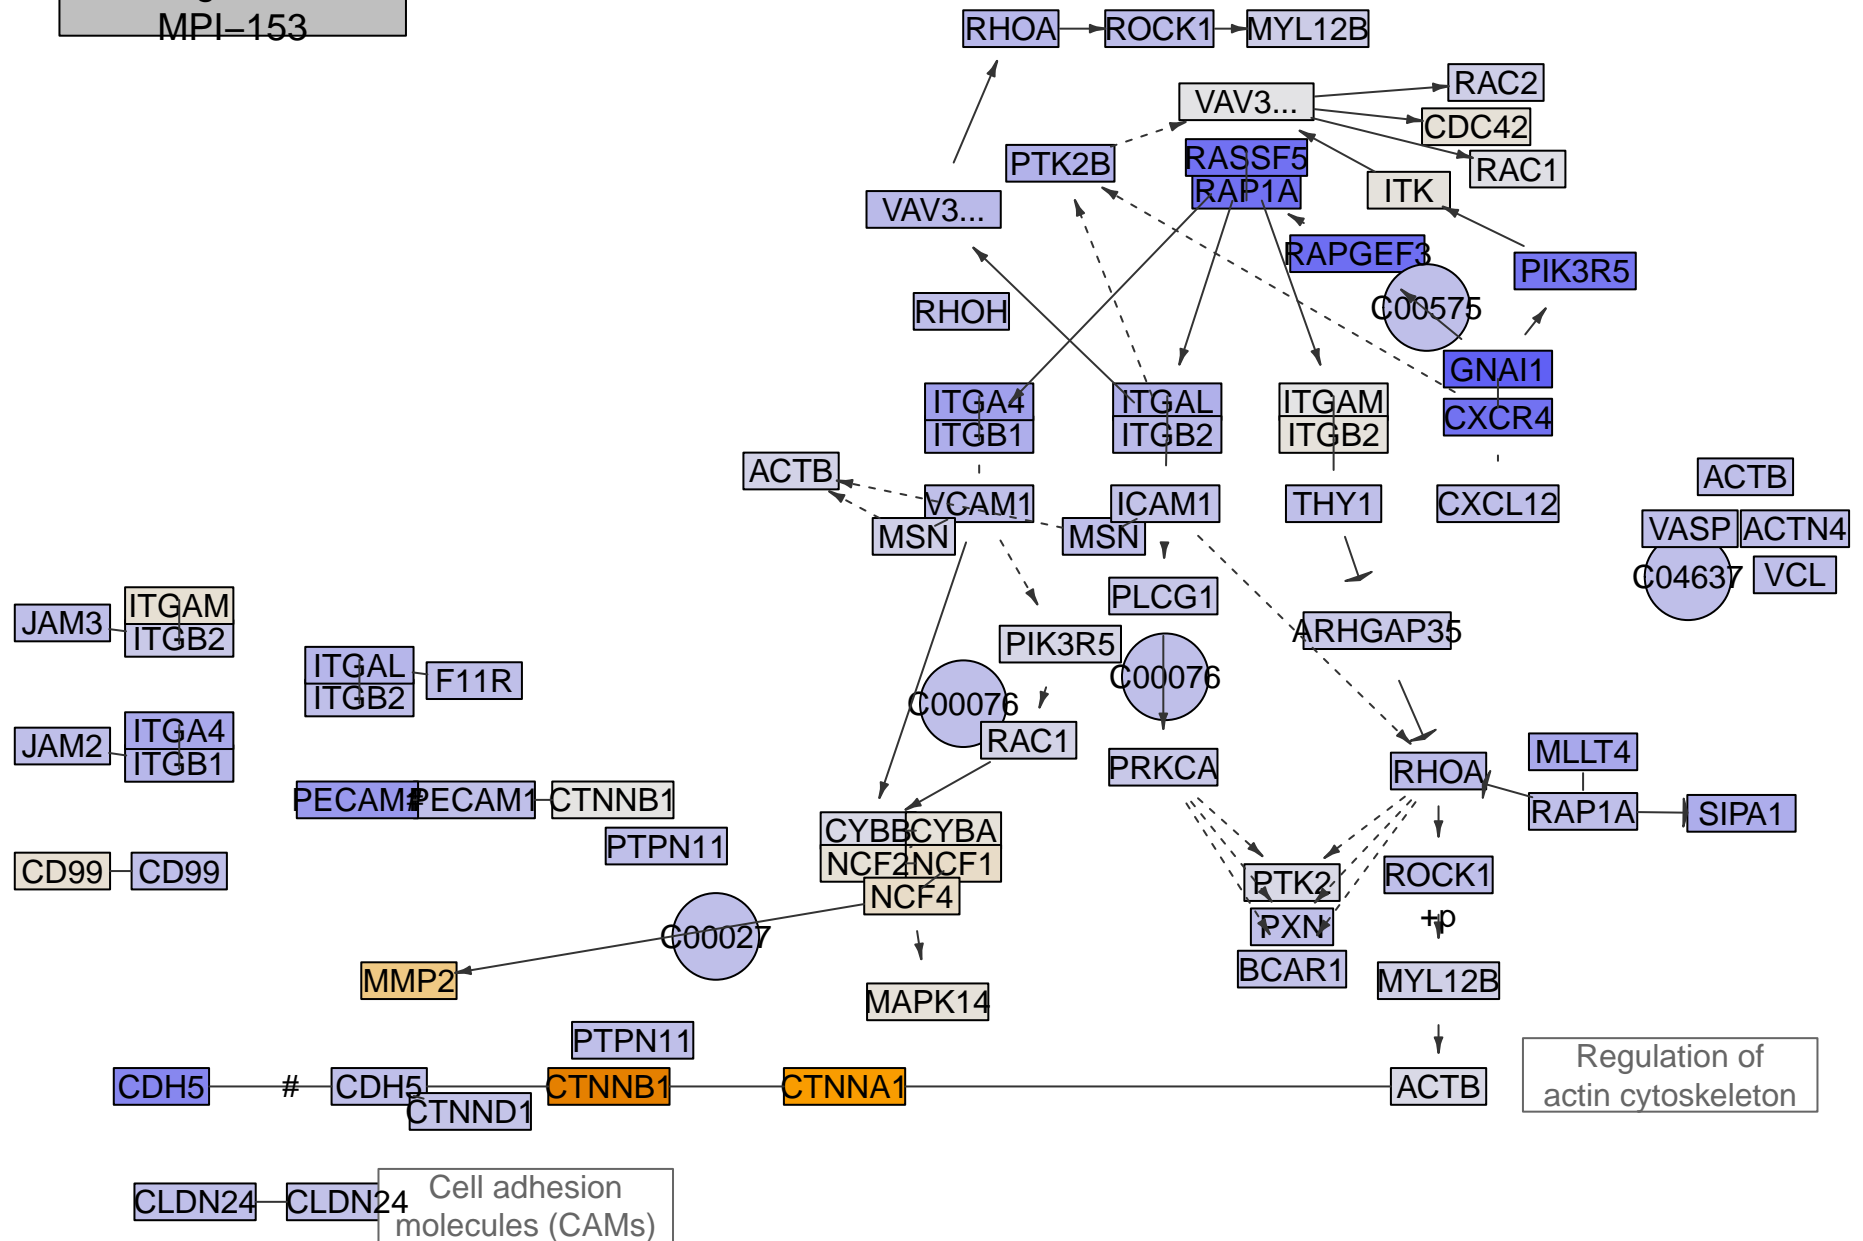 MPI–153
RHOA
ROCK1
MYL12B
RAC2
VAV3...
CDC42
RASSF5
PTK2B
RAC1
RAP1A
ITK
VAV3...
RAPGEF3
PIK3R5
C00575
RHOH
GNAI1
ITGA4
ITGAL
ITGAM
CXCR4
ITGB1
ITGB2
ITGB2
ACTB
ACTB
VCAM1
ICAM1
THY1
CXCL12
MSN
MSN
VASP
ACTN4
C04637
VCL
PLCG1
JAM3
ITGAM
ITGB2
ARHGAP35
PIK3R5
ITGAL
ITGB2
F11R
C00076
C00076
JAM2
ITGA4
ITGB1
RAC1
PRKCA
RHOA
MLLT4
PECAM1
#
PECAM1
CTNNB1
RAP1A
SIPA1
CYBB
CYBA
PTPN11
NCF2
NCF1
CD99
CD99
NCF4
PTK2
ROCK1
+p
PXN
C00027
BCAR1
MMP2
MYL12B
MAPK14
PTPN11
CDH5
#
CDH5
CTNNB1
CTNNA1
ACTB
CTNND1
Regulation of
actin cytoskeleton
CLDN24
CLDN24
Cell adhesion
molecules (CAMs)